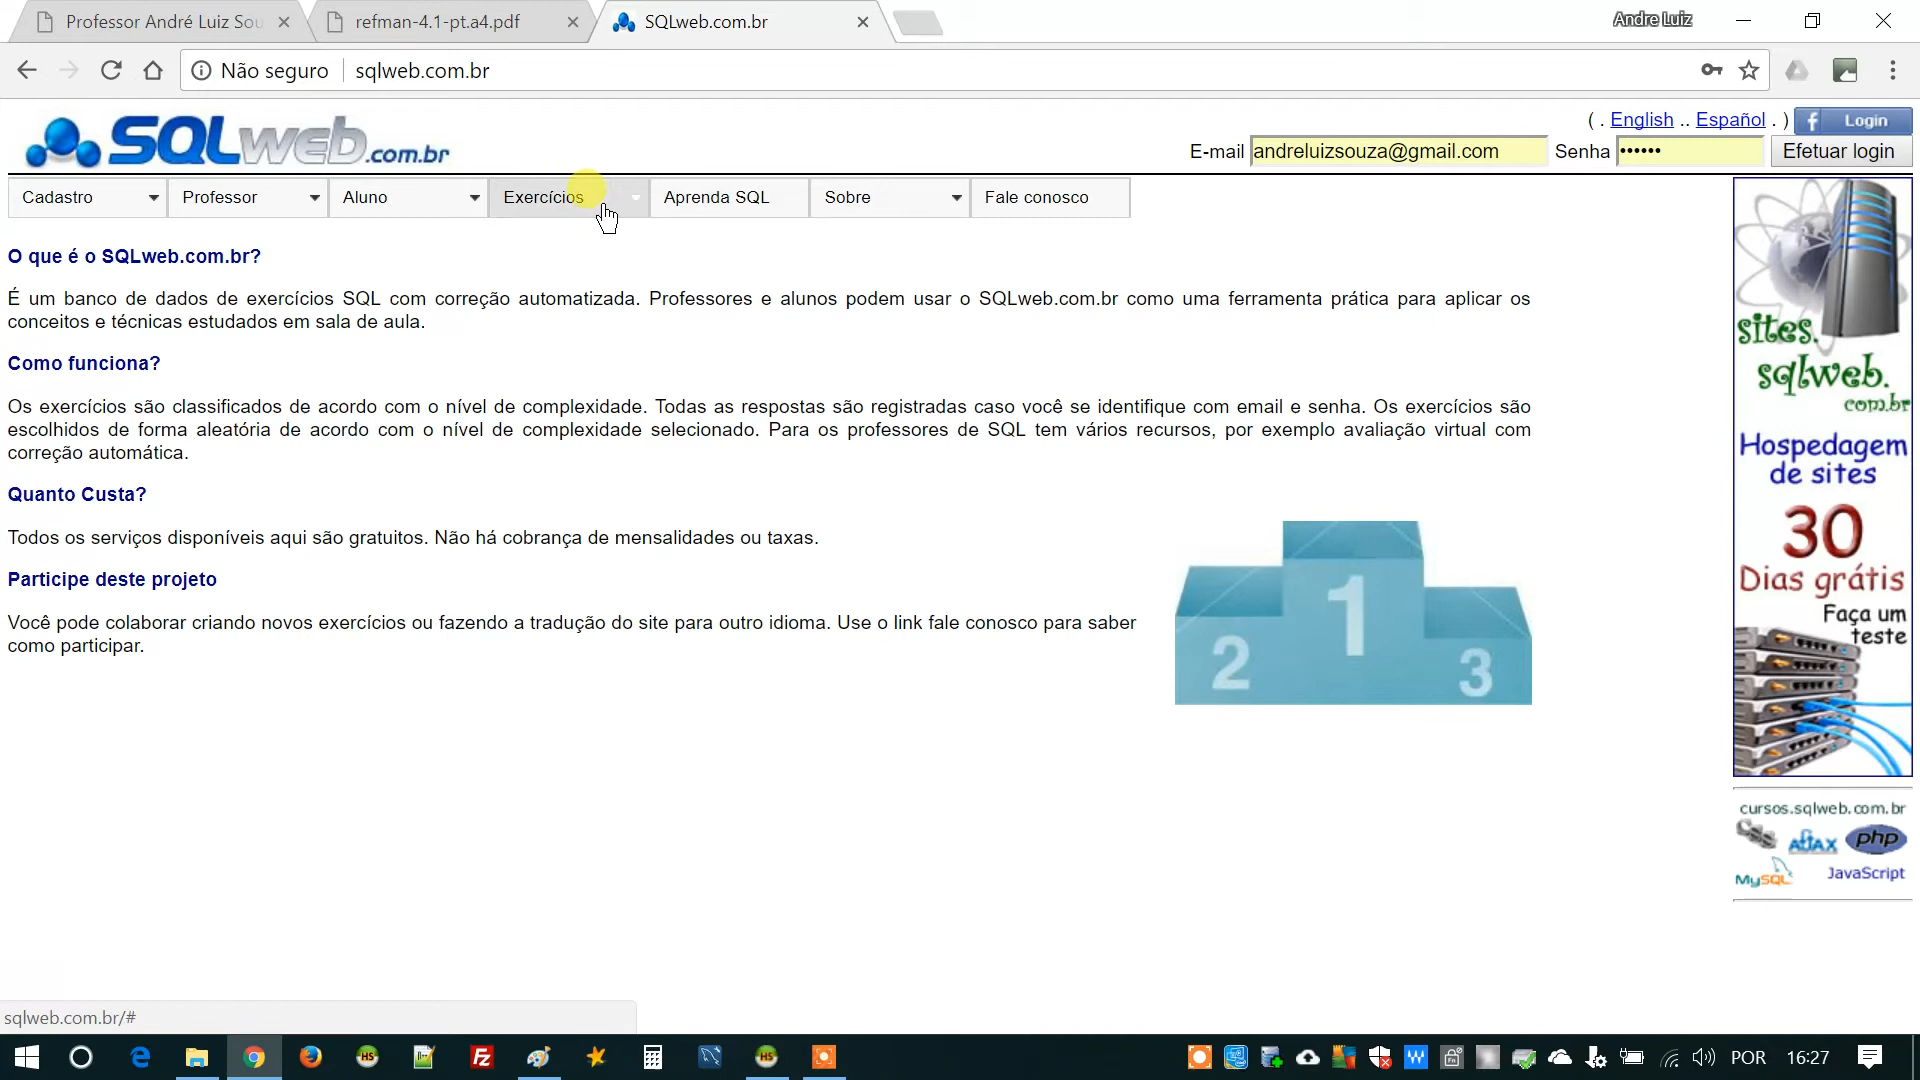 Professor André Luiz Sou
refman-4.1-pt.a4.pdf
SQLweb.com.br
Andre Luiz
Não seguro
sqlweb.com.br
SQLweb.com.br
( . English .. Español . )
f Login
E-mail andreluizsouza@gmail.com Senha •••••• Efetuar login
Cadastro Professor Aluno Exercícios Aprenda SQL Sobre Fale conosco
O que é o SQLweb.com.br?
É um banco de dados de exercícios SQL com correção automatizada. Professores e alunos podem usar o SQLweb.com.br como uma ferramenta prática para aplicar os
conceitos e técnicas estudados em sala de aula.
Como funciona?
Os exercícios são classificados de acordo com o nível de complexidade. Todas as respostas são registradas caso você se identifique com email e senha. Os exercícios são
escolhidos de forma aleatória de acordo com o nível de complexidade selecionado. Para os professores de SQL tem vários recursos, por exemplo avaliação virtual com
correção automática.
Quanto Custa?
Todos os serviços disponíveis aqui são gratuitos. Não há cobrança de mensalidades ou taxas.
Participe deste projeto
Você pode colaborar criando novos exercícios ou fazendo a tradução do site para outro idioma. Use o link fale conosco para saber
como participar.
1
2
3
sites.
sqlweb.
com.br
Hospedagem
de sites
30
Dias grátis
Faça um
teste
cursos.sqlweb.com.br
CSS
AJAX
php
MySQL
JavaScript
sqlweb.com.br/#
POR
16:27